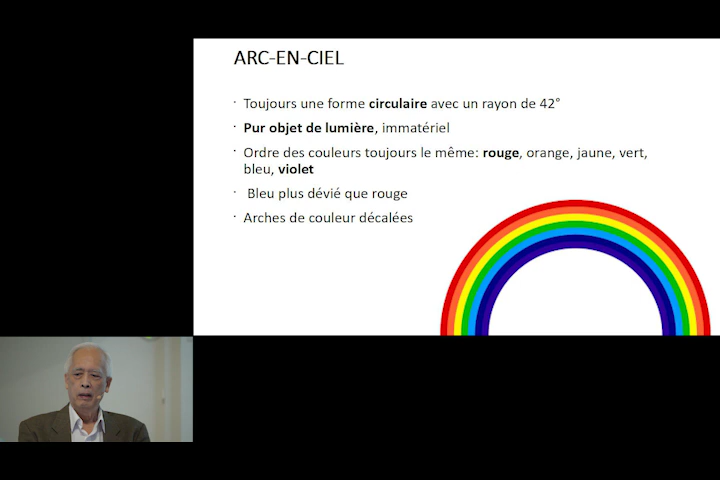 ARC-EN-CIEL
· Toujours une forme circulaire avec un rayon de 42°
· Pur objet de lumière, immatériel
· Ordre des couleurs toujours le même: rouge, orange, jaune, vert,
bleu, violet
· Bleu plus dévié que rouge
· Arches de couleur décalées